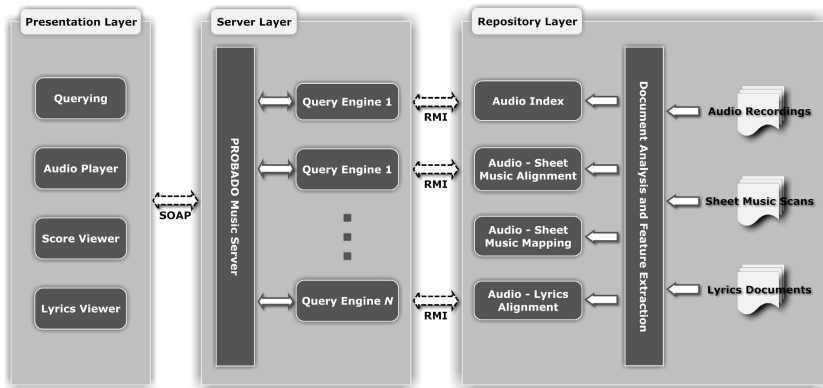 Presentation Layer
Querying
Audio Player
Score Viewer
Lyrics Viewer
SOAP
Server Layer
PROBADO Music Server
Query Engine 1
Query Engine 1
Query Engine N
RMI
RMI
RMI
Repository Layer
Audio Index
Audio - Sheet
Music Alignment
Audio - Sheet
Music Mapping
Audio - Lyrics
Alignment
Document Analysis and Feature Extraction
Audio Recordings
Sheet Music Scans
Lyrics Documents